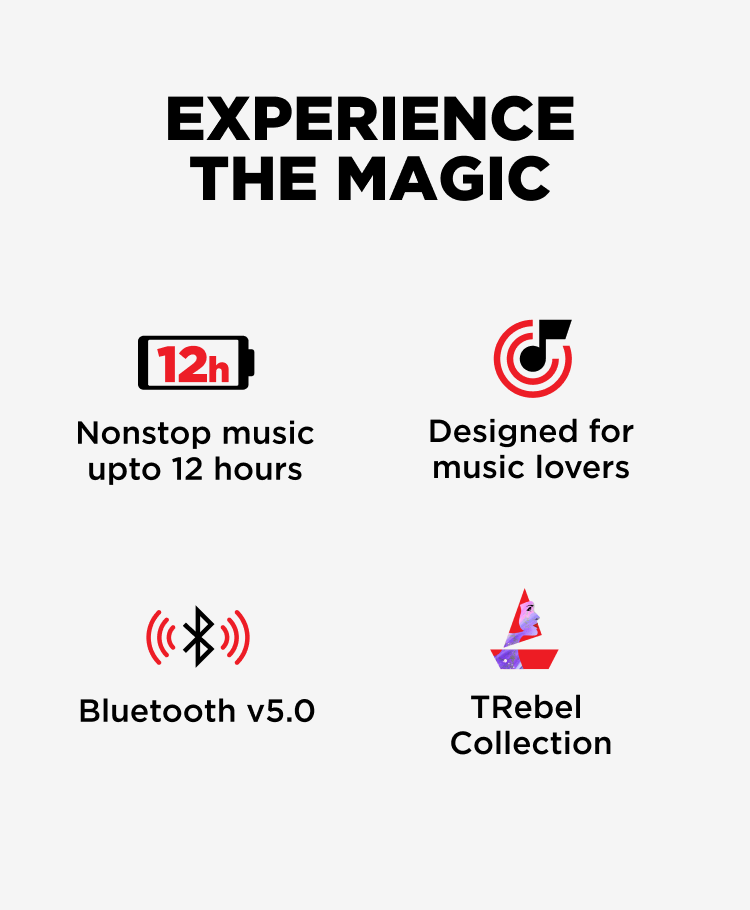 EXPERIENCE
THE MAGIC
12h
Nonstop music
upto 12 hours
Designed for
music lovers
Bluetooth v5.0
TRebel
Collection